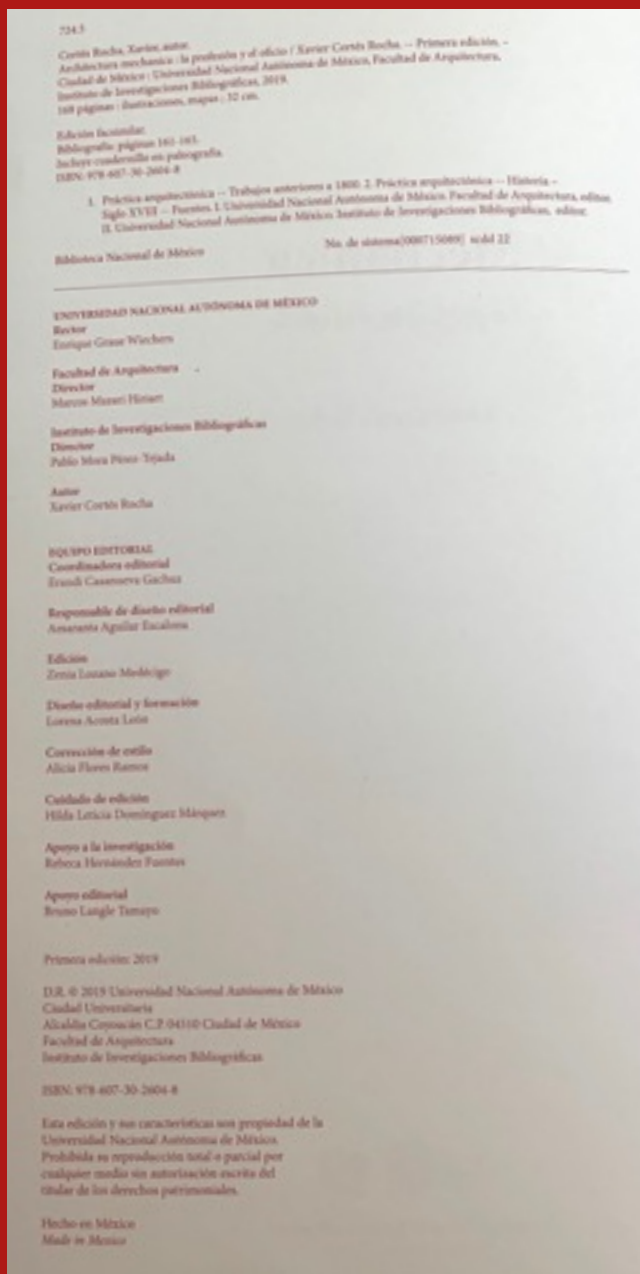 724.5
Cortés Rocha, Xavier, autor.
Architectura mechanica : la profesión y el oficio / Xavier Cortés Rocha. -- Primera edición. –
Ciudad de México : Universidad Nacional Autónoma de México, Facultad de Arquitectura,
Instituto de Investigaciones Bibliográficas, 2019.
168 páginas : ilustraciones, mapas ; 32 cm.
Edición facsimilar.
Bibliografía: páginas 161-165.
Incluye cuadernillo en paleografía.
ISBN: 978-607-30-2604-8
1. Práctica arquitectónica -- Trabajos anteriores a 1800. 2. Práctica arquitectónica -- Historia –
Siglo XVIII -- Fuentes. I. Universidad Nacional Autónoma de México. Facultad de Arquitectura, editor.
II. Universidad Nacional Autónoma de México. Instituto de Investigaciones Bibliográficas, editor.
Biblioteca Nacional de México No. de sistema[000715089] scdd 22
UNIVERSIDAD NACIONAL AUTÓNOMA DE MÉXICO
Rector
Enrique Graue Wiechers
Facultad de Arquitectura
Director
Marcos Mazari Hiriart
Instituto de Investigaciones Bibliográficas
Director
Pablo Mora Pérez-Tejada
Autor
Xavier Cortés Rocha
EQUIPO EDITORIAL
Coordinadora editorial
Erandi Casanueva Gachuz
Responsable de diseño editorial
Amaranta Aguilar Escalona
Edición
Zenia Lozano Medécigo
Diseño editorial y formación
Lorena Acosta León
Corrección de estilo
Alicia Flores Ramos
Cuidado de edición
Hilda Leticia Domínguez Márquez
Apoyo a la investigación
Rebeca Hernández Fuentes
Apoyo editorial
Bruno Langle Tamayo
Primera edición: 2019
D.R. © 2019 Universidad Nacional Autónoma de México
Ciudad Universitaria
Alcaldía Coyoacán C.P. 04510 Ciudad de México
Facultad de Arquitectura
Instituto de Investigaciones Bibliográficas
ISBN: 978-607-30-2604-8
Esta edición y sus características son propiedad de la
Universidad Nacional Autónoma de México.
Prohibida su reproducción total o parcial por
cualquier medio sin autorización escrita del
titular de los derechos patrimoniales.
Hecho en México
Made in Mexico